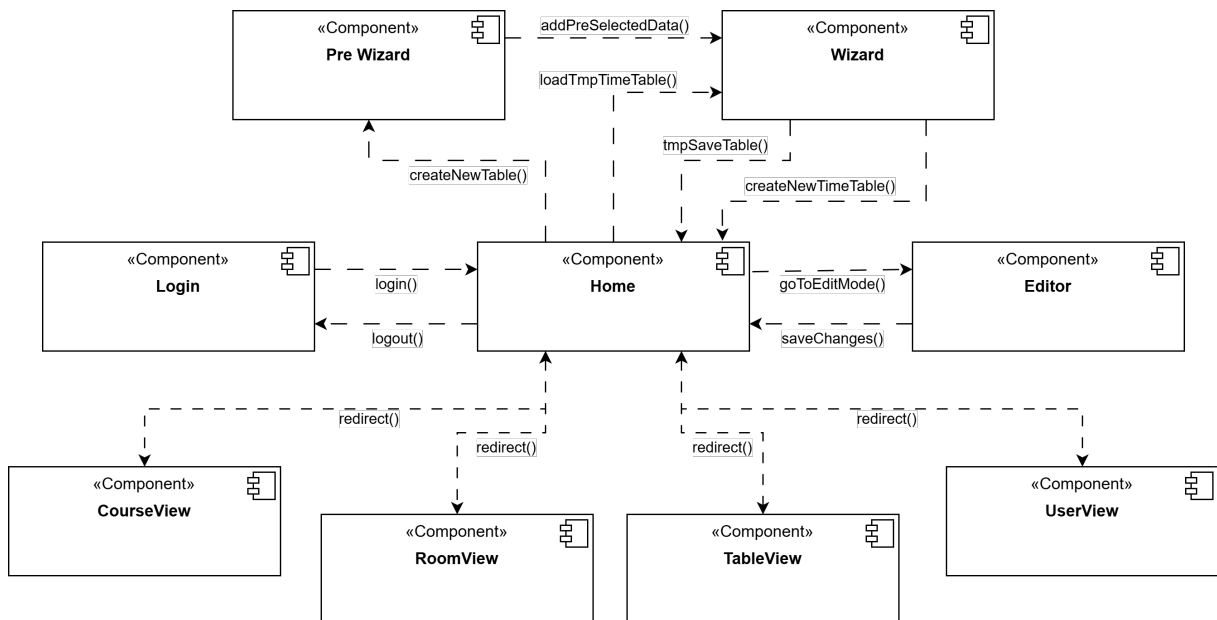 «Component»
Pre Wizard
addPreSelectedData()
«Component»
Wizard
loadTmpTimeTable()
tmpSaveTable()
createNewTable()
createNewTimeTable()
«Component»
Login
login()
logout()
«Component»
Home
goToEditMode()
saveChanges()
«Component»
Editor
redirect()
redirect()
redirect()
redirect()
«Component»
CourseView
«Component»
RoomView
«Component»
TableView
«Component»
UserView